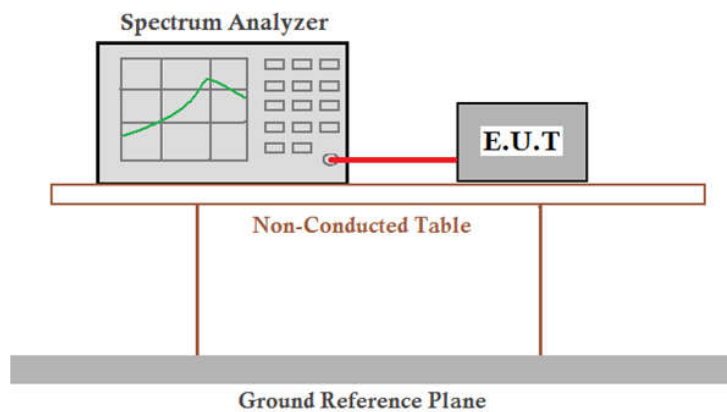 Spectrum Analyzer
E.U.T
Non-Conducted Table
Ground Reference Plane